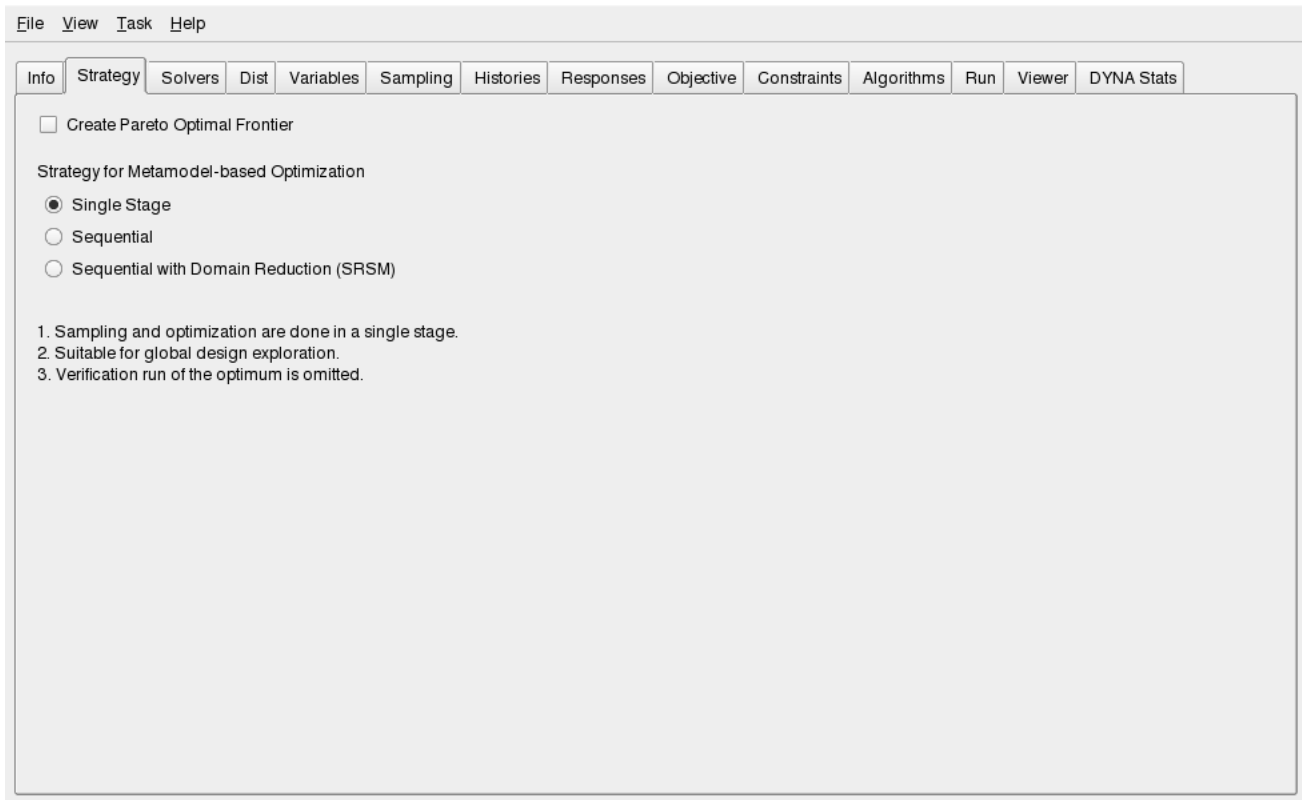 File View Task Help
Info Strategy Solvers Dist Variables Sampling Histories Responses Objective Constraints Algorithms Run Viewer DYNA Stats
Create Pareto Optimal Frontier
Strategy for Metamodel-based Optimization
Single Stage
Sequential
Sequential with Domain Reduction (SRSM)
1. Sampling and optimization are done in a single stage.
2. Suitable for global design exploration.
3. Verification run of the optimum is omitted.